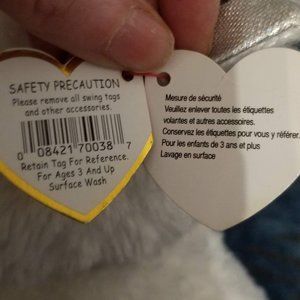 SAFETY PRECAUTION
Please remove all swing tags
and other accessories.
0 08421 70038 7
Retain Tag For Reference.
For Ages 3 And Up
Surface Wash
Mesure de sécurité
Veuillez enlever toutes les étiquettes
volantes et autres accessoires.
Conservez les étiquettes pour vous y référer.
Pour les enfants de 3 ans et plus
Lavage en surface